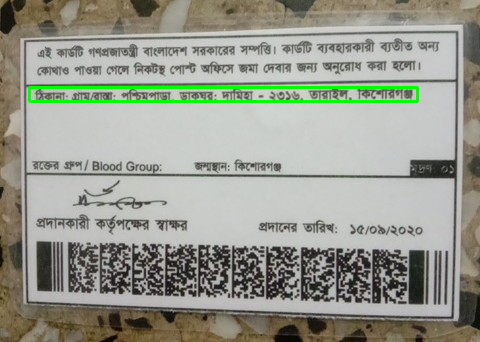 এই কার্ডটি গণপ্রজাতন্ত্রী বাংলাদেশ সরকারের সম্পত্তি। কার্ডটি ব্যবহারকারী ব্যতীত অন্য
কোথাও পাওয়া গেলে নিকটস্থ পোস্ট অফিসে জমা দেবার জন্য অনুরোধ করা হলো।
ঠিকানা: গ্রাম/রাস্তা: পশ্চিমপাড়া, ডাকঘর: দামিহা - ২৩১৬, তারাইল, কিশোরগঞ্জ
রক্তের গ্রুপ / Blood Group: জন্মস্থান: কিশোরগঞ্জ মুদ্রণ: ০১
প্রদানকারী কর্তৃপক্ষের স্বাক্ষর প্রদানের তারিখ: ১৫/০৯/২০২০